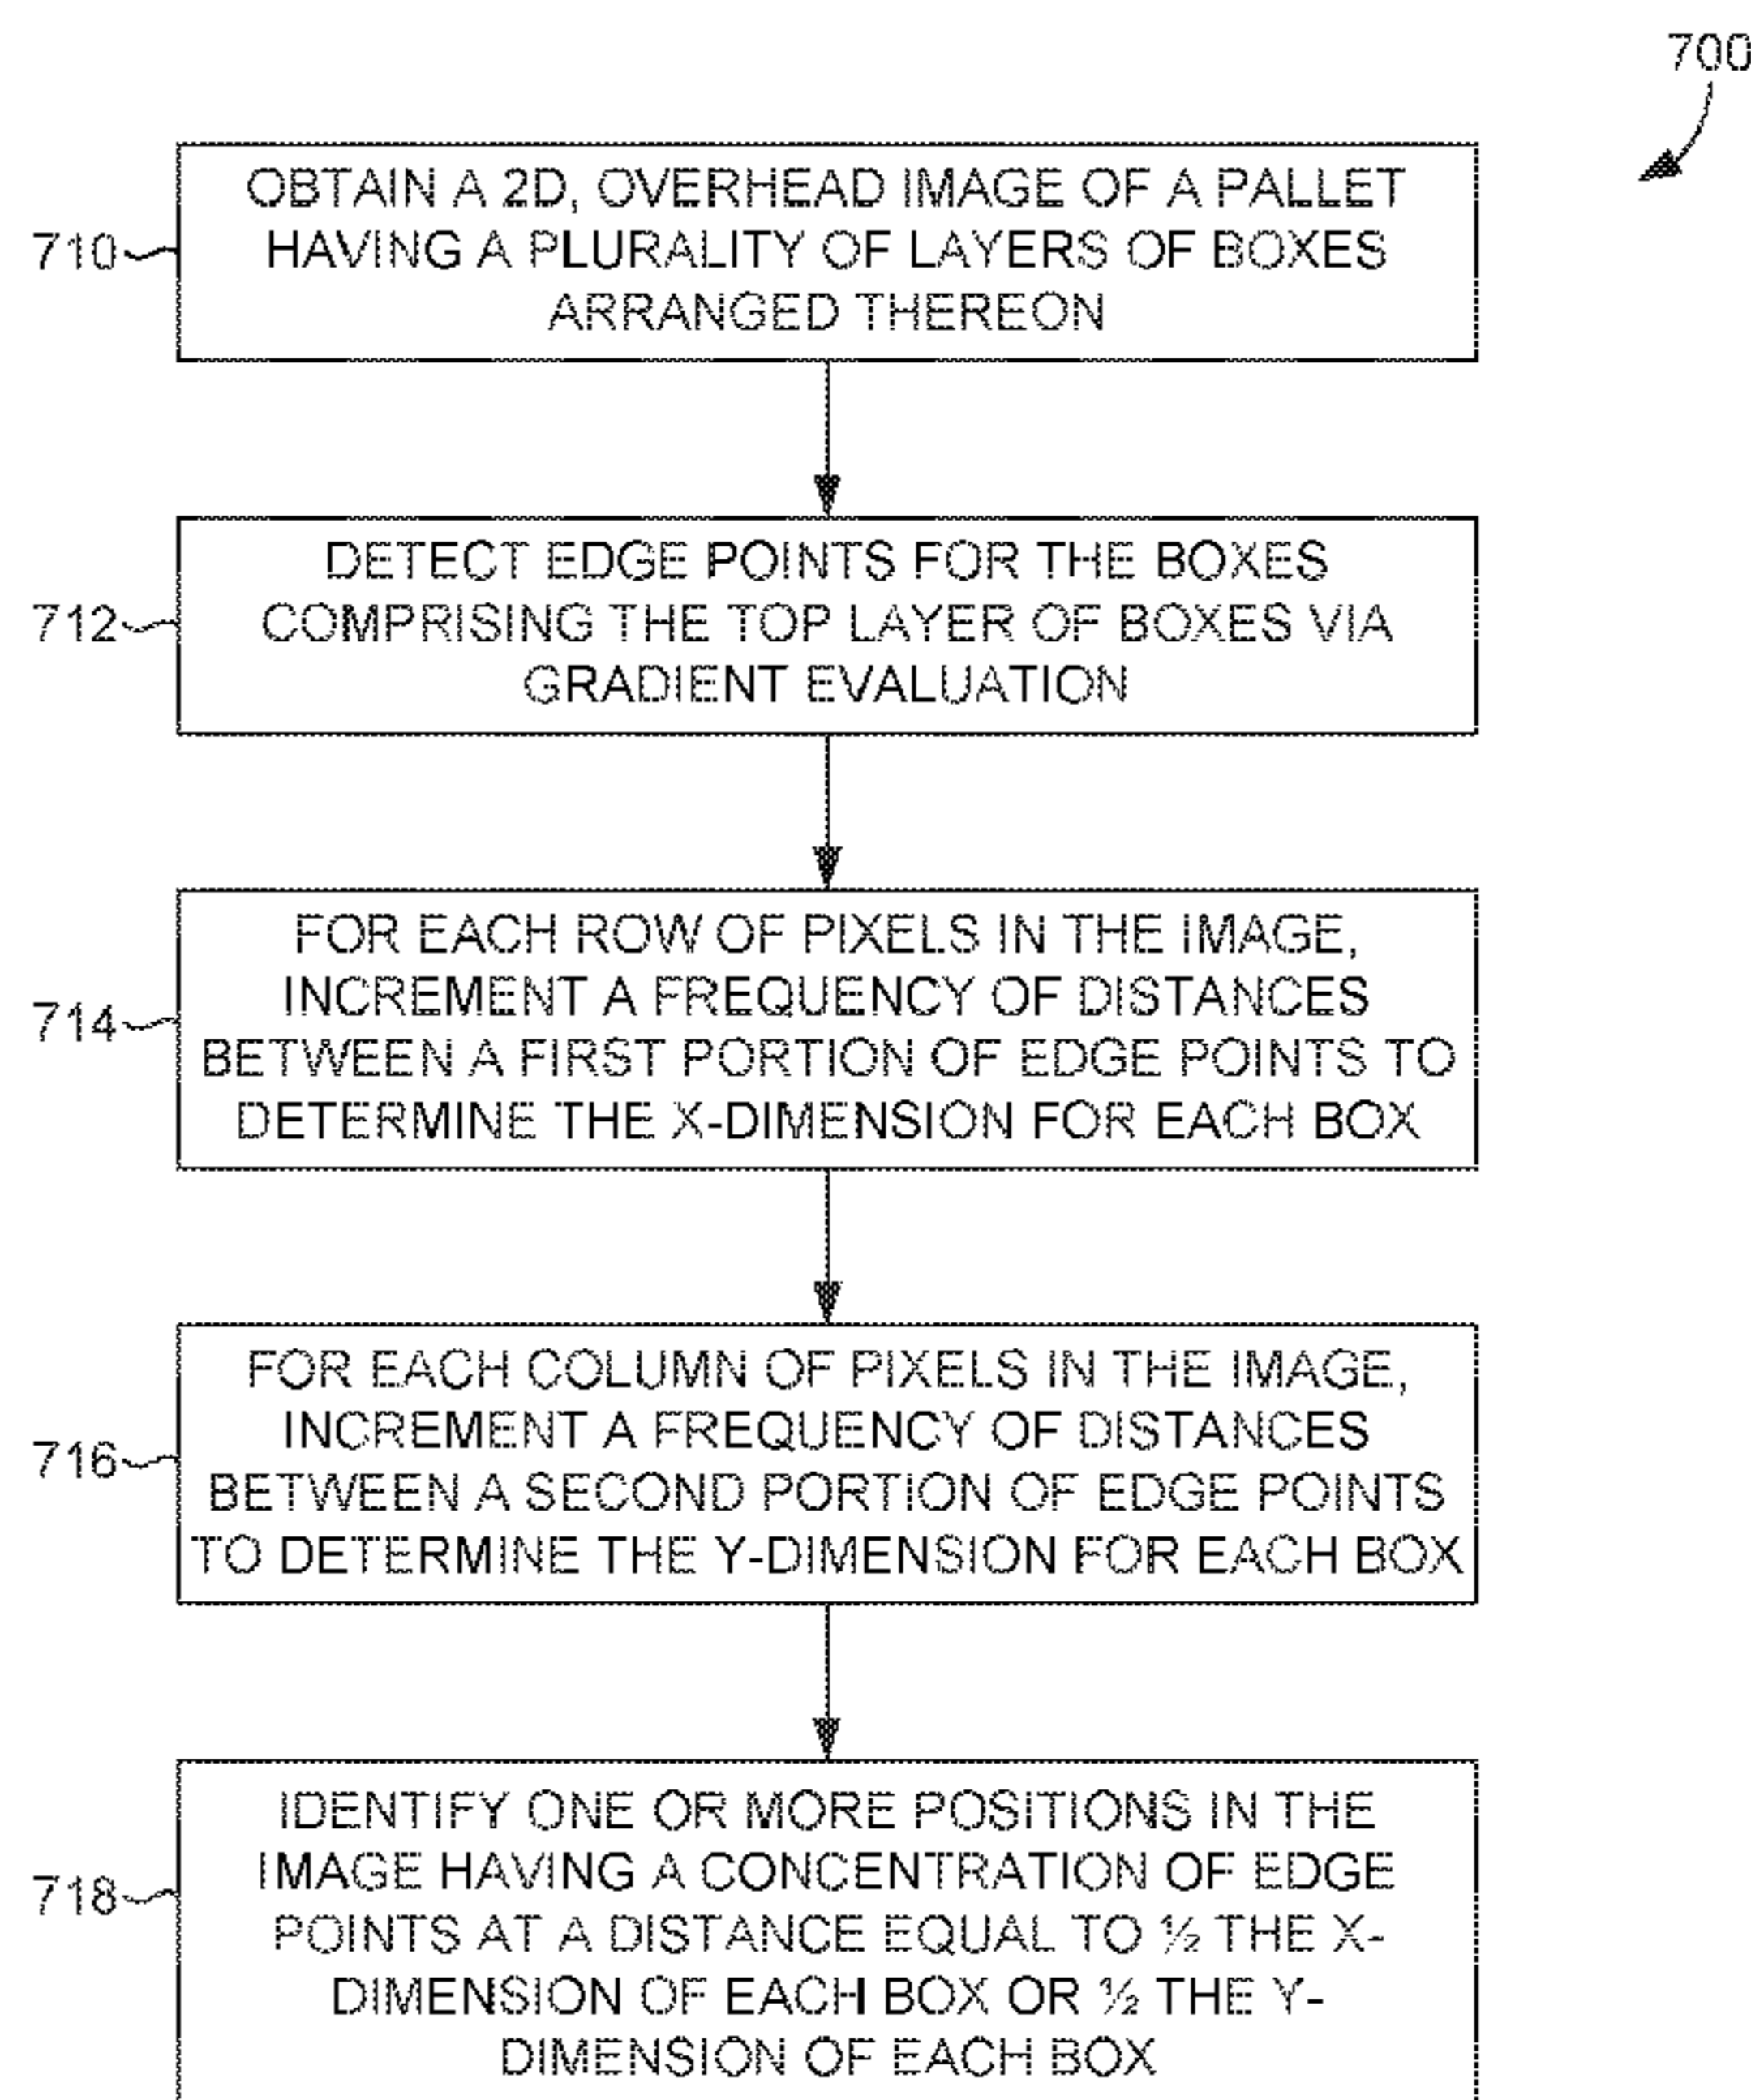 700
710
OBTAIN A 2D, OVERHEAD IMAGE OF A PALLET
HAVING A PLURALITY OF LAYERS OF BOXES
ARRANGED THEREON
712
DETECT EDGE POINTS FOR THE BOXES
COMPRISING THE TOP LAYER OF BOXES VIA
GRADIENT EVALUATION
714
FOR EACH ROW OF PIXELS IN THE IMAGE,
INCREMENT A FREQUENCY OF DISTANCES
BETWEEN A FIRST PORTION OF EDGE POINTS TO
DETERMINE THE X-DIMENSION FOR EACH BOX
716
FOR EACH COLUMN OF PIXELS IN THE IMAGE,
INCREMENT A FREQUENCY OF DISTANCES
BETWEEN A SECOND PORTION OF EDGE POINTS
TO DETERMINE THE Y-DIMENSION FOR EACH BOX
718
IDENTIFY ONE OR MORE POSITIONS IN THE
IMAGE HAVING A CONCENTRATION OF EDGE
POINTS AT A DISTANCE EQUAL TO ½ THE X-
DIMENSION OF EACH BOX OR ½ THE Y-
DIMENSION OF EACH BOX